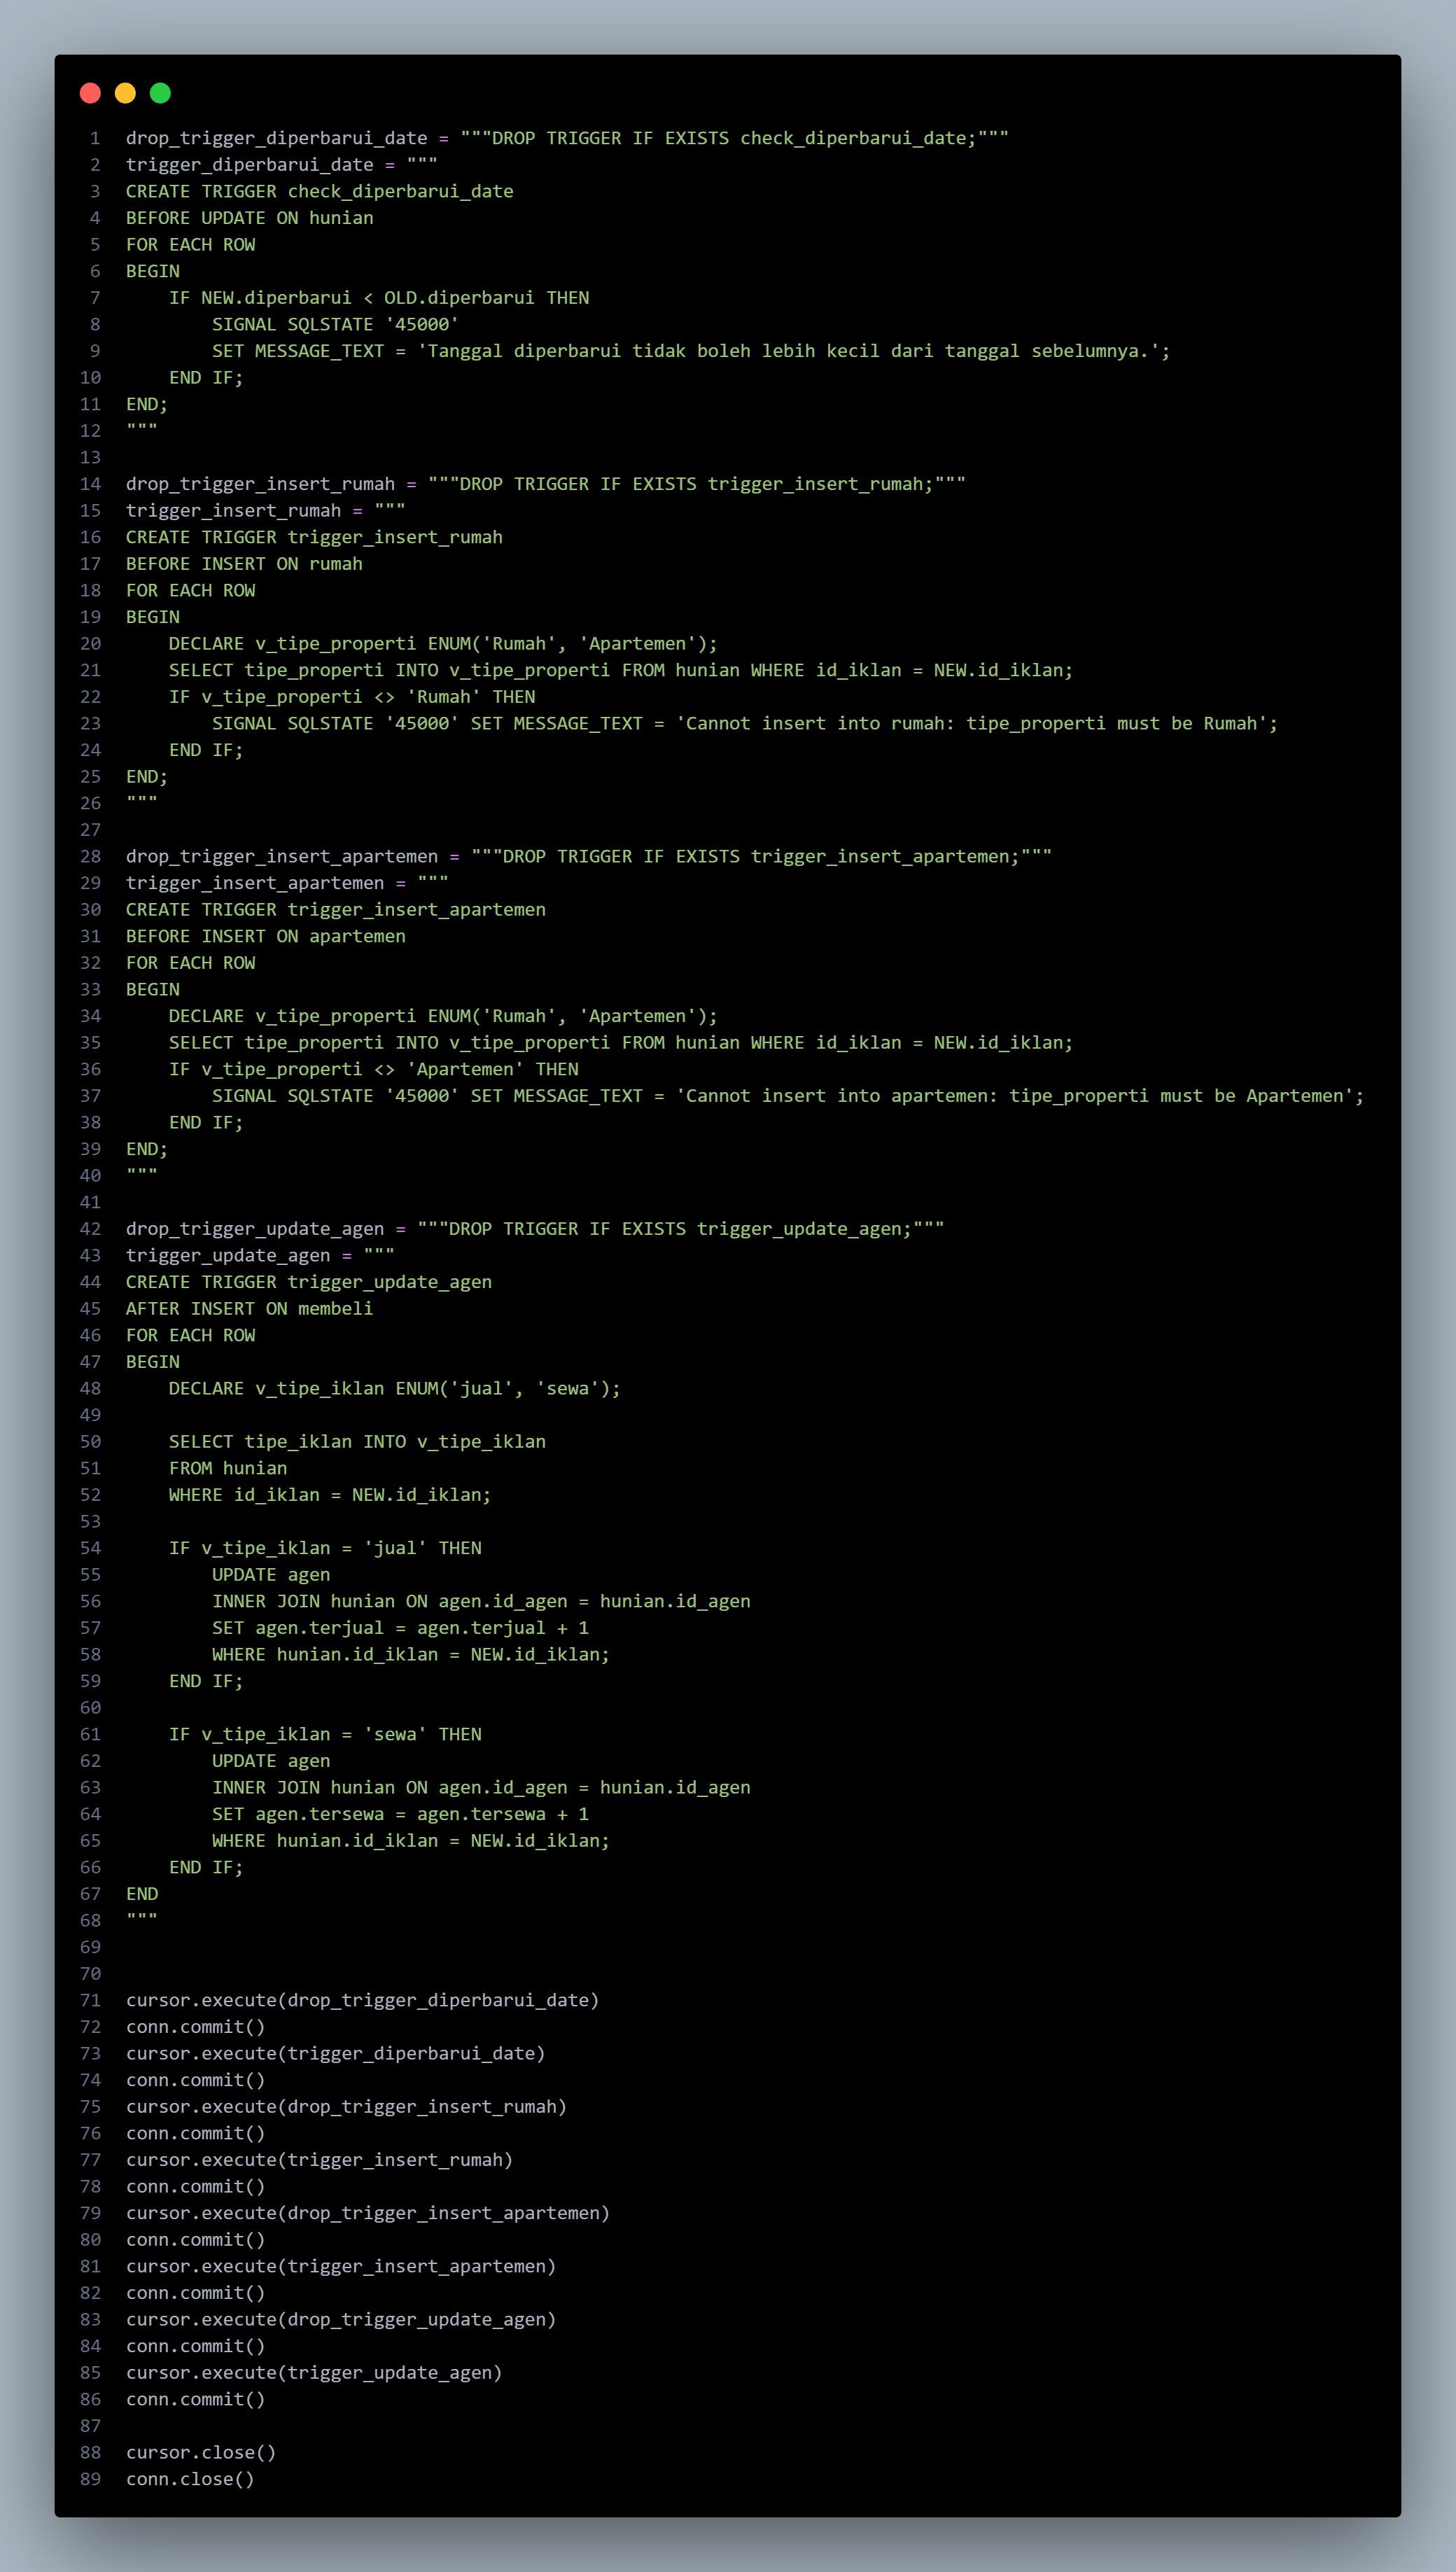 1 drop_trigger_diperbarui_date = """DROP TRIGGER IF EXISTS check_diperbarui_date;"""
2 trigger_diperbarui_date = """
3 CREATE TRIGGER check_diperbarui_date
4 BEFORE UPDATE ON hunian
5 FOR EACH ROW
6 BEGIN
7     IF NEW.diperbarui < OLD.diperbarui THEN
8         SIGNAL SQLSTATE '45000'
9         SET MESSAGE_TEXT = 'Tanggal diperbarui tidak boleh lebih kecil dari tanggal sebelumnya.';
10     END IF;
11 END;
12 """
13
14 drop_trigger_insert_rumah = """DROP TRIGGER IF EXISTS trigger_insert_rumah;"""
15 trigger_insert_rumah = """
16 CREATE TRIGGER trigger_insert_rumah
17 BEFORE INSERT ON rumah
18 FOR EACH ROW
19 BEGIN
20     DECLARE v_tipe_properti ENUM('Rumah', 'Apartemen');
21     SELECT tipe_properti INTO v_tipe_properti FROM hunian WHERE id_iklan = NEW.id_iklan;
22     IF v_tipe_properti <> 'Rumah' THEN
23         SIGNAL SQLSTATE '45000' SET MESSAGE_TEXT = 'Cannot insert into rumah: tipe_properti must be Rumah';
24     END IF;
25 END;
26 """
27
28 drop_trigger_insert_apartemen = """DROP TRIGGER IF EXISTS trigger_insert_apartemen;"""
29 trigger_insert_apartemen = """
30 CREATE TRIGGER trigger_insert_apartemen
31 BEFORE INSERT ON apartemen
32 FOR EACH ROW
33 BEGIN
34     DECLARE v_tipe_properti ENUM('Rumah', 'Apartemen');
35     SELECT tipe_properti INTO v_tipe_properti FROM hunian WHERE id_iklan = NEW.id_iklan;
36     IF v_tipe_properti <> 'Apartemen' THEN
37         SIGNAL SQLSTATE '45000' SET MESSAGE_TEXT = 'Cannot insert into apartemen: tipe_properti must be Apartemen';
38     END IF;
39 END;
40 """
41
42 drop_trigger_update_agen = """DROP TRIGGER IF EXISTS trigger_update_agen;"""
43 trigger_update_agen = """
44 CREATE TRIGGER trigger_update_agen
45 AFTER INSERT ON membeli
46 FOR EACH ROW
47 BEGIN
48     DECLARE v_tipe_iklan ENUM('jual', 'sewa');
49
50     SELECT tipe_iklan INTO v_tipe_iklan
51     FROM hunian
52     WHERE id_iklan = NEW.id_iklan;
53
54     IF v_tipe_iklan = 'jual' THEN
55         UPDATE agen
56         INNER JOIN hunian ON agen.id_agen = hunian.id_agen
57         SET agen.terjual = agen.terjual + 1
58         WHERE hunian.id_iklan = NEW.id_iklan;
59     END IF;
60
61     IF v_tipe_iklan = 'sewa' THEN
62         UPDATE agen
63         INNER JOIN hunian ON agen.id_agen = hunian.id_agen
64         SET agen.tersewa = agen.tersewa + 1
65         WHERE hunian.id_iklan = NEW.id_iklan;
66     END IF;
67 END
68 """
69
70
71 cursor.execute(drop_trigger_diperbarui_date)
72 conn.commit()
73 cursor.execute(trigger_diperbarui_date)
74 conn.commit()
75 cursor.execute(drop_trigger_insert_rumah)
76 conn.commit()
77 cursor.execute(trigger_insert_rumah)
78 conn.commit()
79 cursor.execute(drop_trigger_insert_apartemen)
80 conn.commit()
81 cursor.execute(trigger_insert_apartemen)
82 conn.commit()
83 cursor.execute(drop_trigger_update_agen)
84 conn.commit()
85 cursor.execute(trigger_update_agen)
86 conn.commit()
87
88 cursor.close()
89 conn.close()